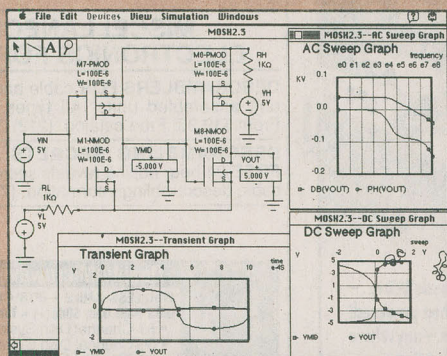 File Edit Devices View Simulation Windows
MOSH2.3
A
M7-PMOD
L=100E-6
W=100E-6
M6-PMOD
L=100E-6
W=100E-6
RH
1KΩ
VH
5V
VIN
5V
M1-NMOD
L=100E-6
W=100E-6
YMID
-5.000 V
M8-NMOD
L=100E-6
W=100E-6
YOUT
5.000 V
RL
1KΩ
VL
5V
MOSH2.3--AC Sweep Graph
AC Sweep Graph
frequency
e0 e1 e2 e3 e4 e5 e6 e7 e8
KV
0.1
0.0
-0.1
-0.2
DB(VOUT) PH(VOUT)
MOSH2.3--DC Sweep Graph
DC Sweep Graph
sweep
V
-2 0 2 V
5
3
1
-1
-3
-5
YMID YOUT
MOSH2.3--Transient Graph
Transient Graph
time
e-4S
V
0 2 4 6 8 10
2
0
-2
YMID YOUT